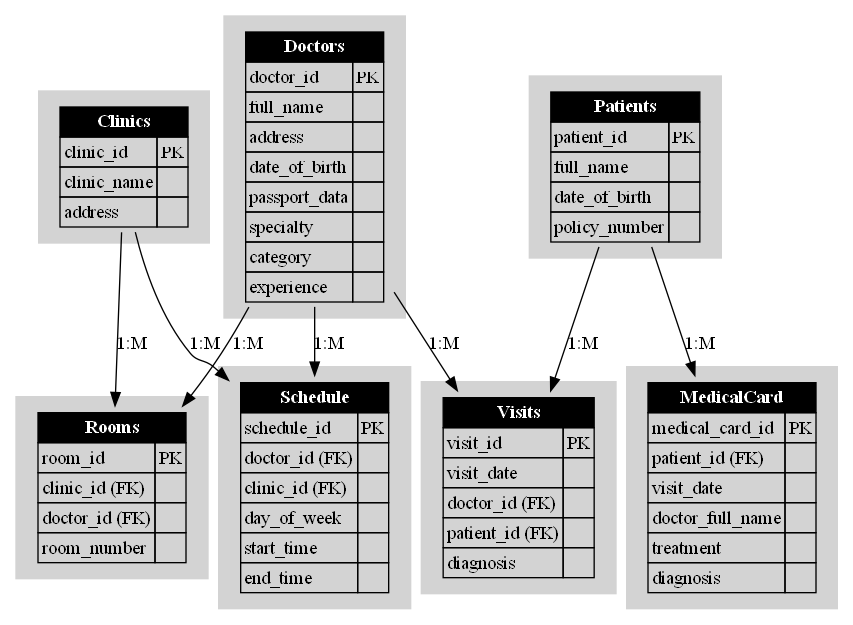 Doctors
doctor_id PK
full_name
address
date_of_birth
passport_data
specialty
category
experience
Clinics
clinic_id PK
clinic_name
address
Patients
patient_id PK
full_name
date_of_birth
policy_number
1:M 1:M 1:M 1:M 1:M 1:M 1:M
Rooms
room_id PK
clinic_id (FK)
doctor_id (FK)
room_number
Schedule
schedule_id PK
doctor_id (FK)
clinic_id (FK)
day_of_week
start_time
end_time
Visits
visit_id PK
visit_date
doctor_id (FK)
patient_id (FK)
diagnosis
MedicalCard
medical_card_id PK
patient_id (FK)
visit_date
doctor_full_name
treatment
diagnosis